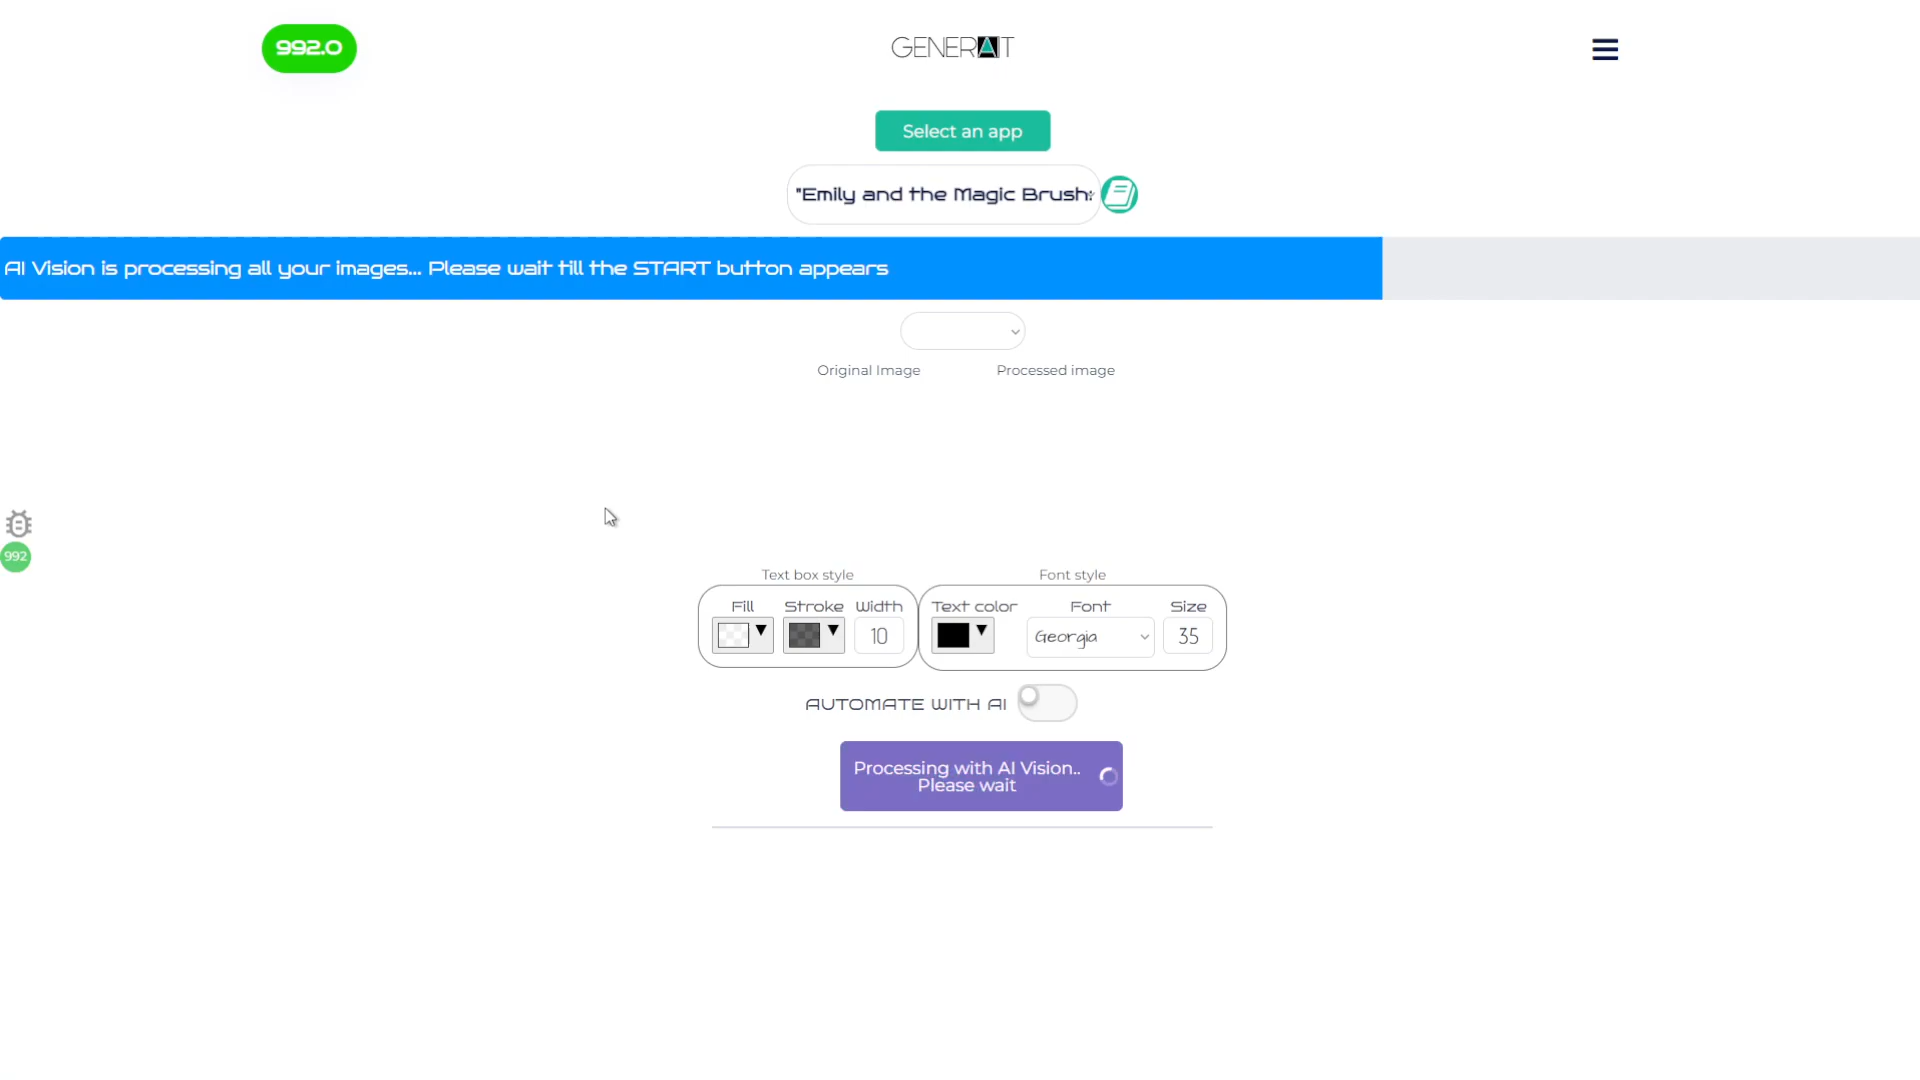 992.0
GENERAIT
Select an app
"Emily and the Magic Brush:
AI Vision is processing all your images... Please wait till the START button appears
Original Image Processed image
992
Text box style Font style
Fill Stroke Width Text color Font Size
10 Georgia 35
AUTOMATE WITH AI
Processing with AI Vision..
Please wait